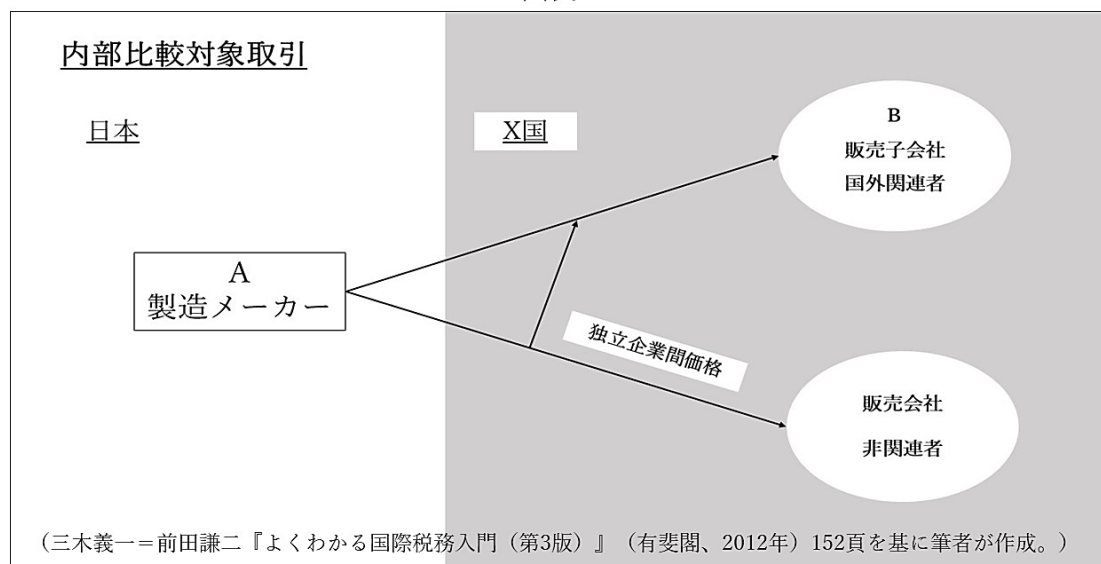 内部比較対象取引
日本
X国
B
販売子会社
国外関連者
A
製造メーカー
独立企業間価格
販売会社
非関連者
（三木義一＝前田謙二『よくわかる国際税務入門（第3版）』（有斐閣、2012年）152頁を基に筆者が作成。）